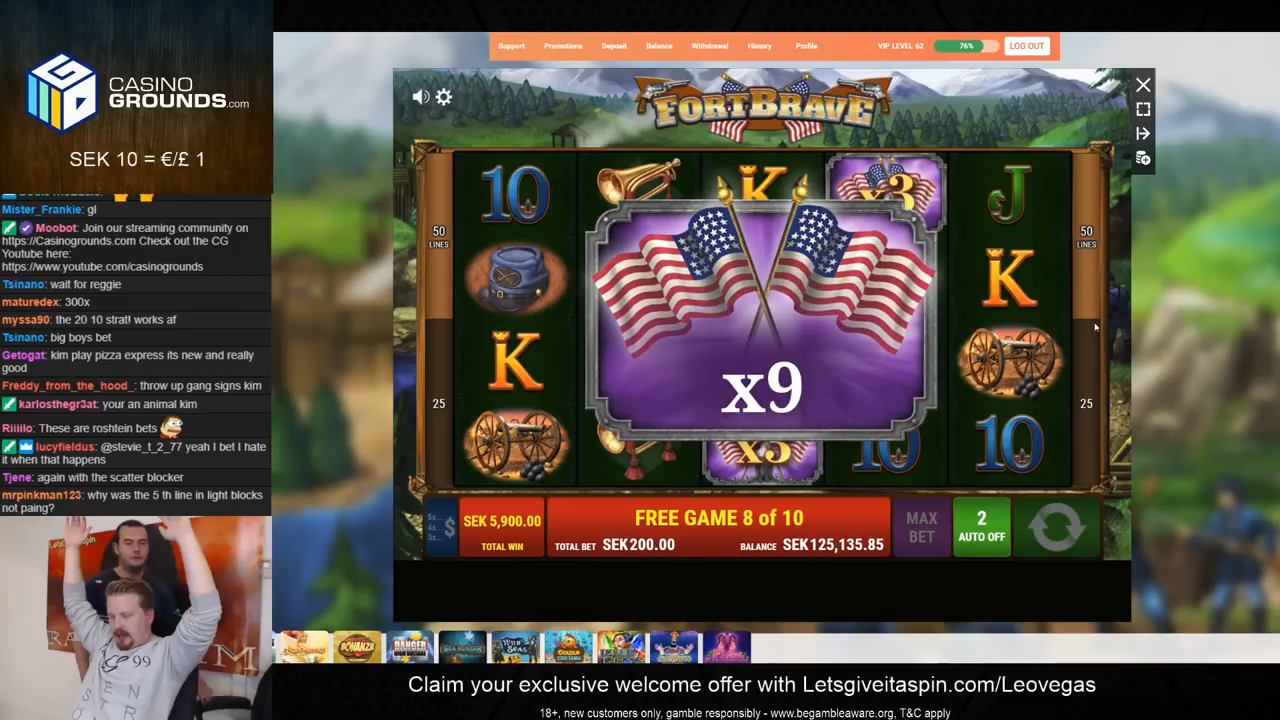 CASINO
GROUNDS.com
SEK 10 = €/£ 1
Mister_Frankie: gl
Moobot: Join our streaming community on
https://Casinogrounds.com Check out the CG
Youtube here:
https://www.youtube.com/casinogrounds
Tsinano: wait for reggie
maturedex: 300x
myssa90: the 20 10 strat! works af
Tsinano: big boys bet
Getogat: kim play pizza express its new and really
good
Freddy_from_the_hood_: throw up gang signs kim
karlosthegr3at: your an animal kim
Riiiilo: These are roshtein bets
lucyfieldus: @stevie_t_2_77 yeah I bet I hate
it when that happens
Tjene: again with the scatter blocker
mrpinkman123: why was the 5 th line in light blocks
not paing?
Support Promotions Deposit Balance Withdrawal History Profile VIP LEVEL 62 76% LOG OUT
FORT BRAVE
10 K x3 J
50
LINES
50
LINES
K
K
x9
25
25
x3 10 10
SEK 5,900.00
TOTAL WIN
FREE GAME 8 of 10
TOTAL BET SEK200.00 BALANCE SEK125,135.85
MAX
BET
2
AUTO OFF
5x...
4x...
3x...
$
BONANZA
DANGER
Claim your exclusive welcome offer with Letsgiveitaspin.com/Leovegas
18+, new customers only, gamble responsibly - www.begambleaware.org, T&C apply